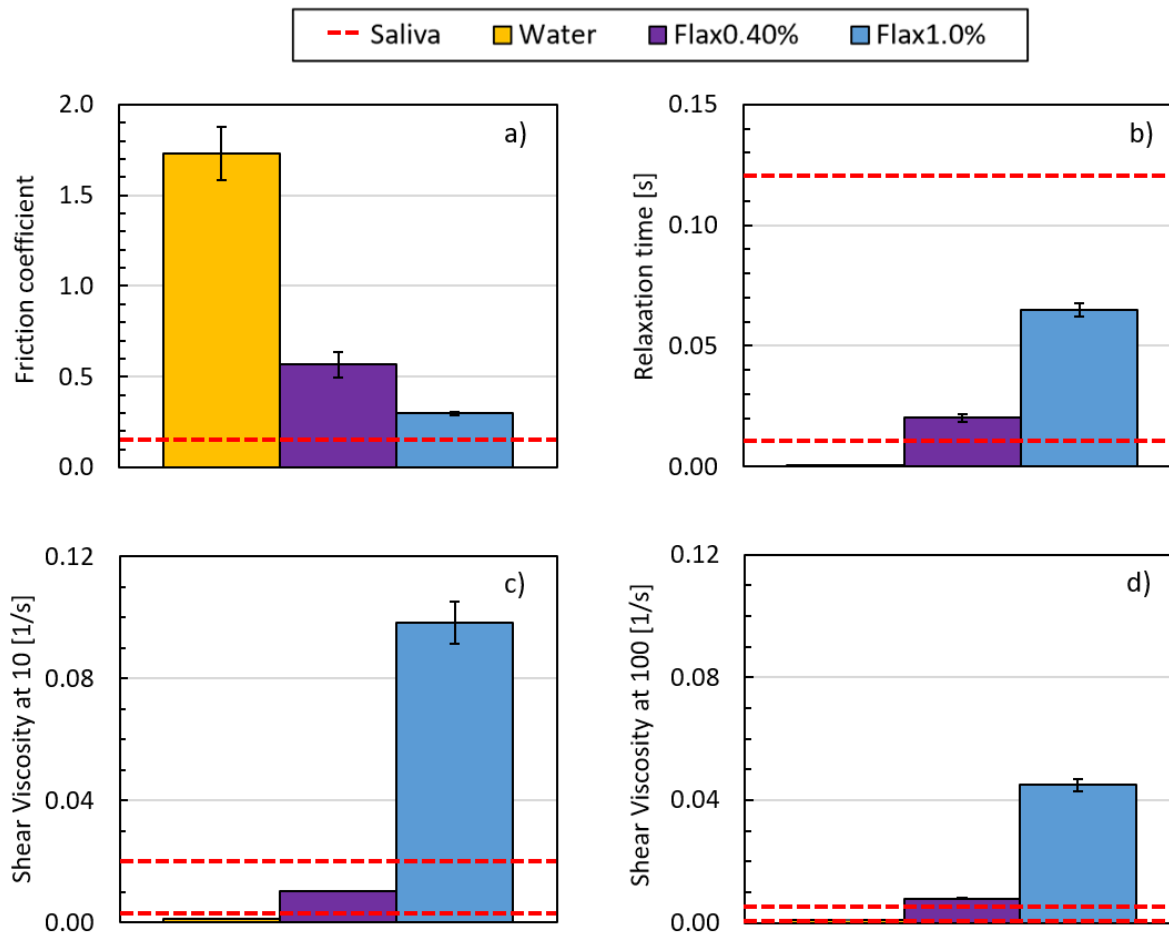 Saliva Water Flax0.40% Flax1.0%
a)
Friction coefficient
2.0
1.5
1.0
0.5
0.0
b)
Relaxation time [s]
0.15
0.10
0.05
0.00
c)
Shear Viscosity at 10 [1/s]
0.12
0.08
0.04
0.00
d)
Shear Viscosity at 100 [1/s]
0.12
0.08
0.04
0.00